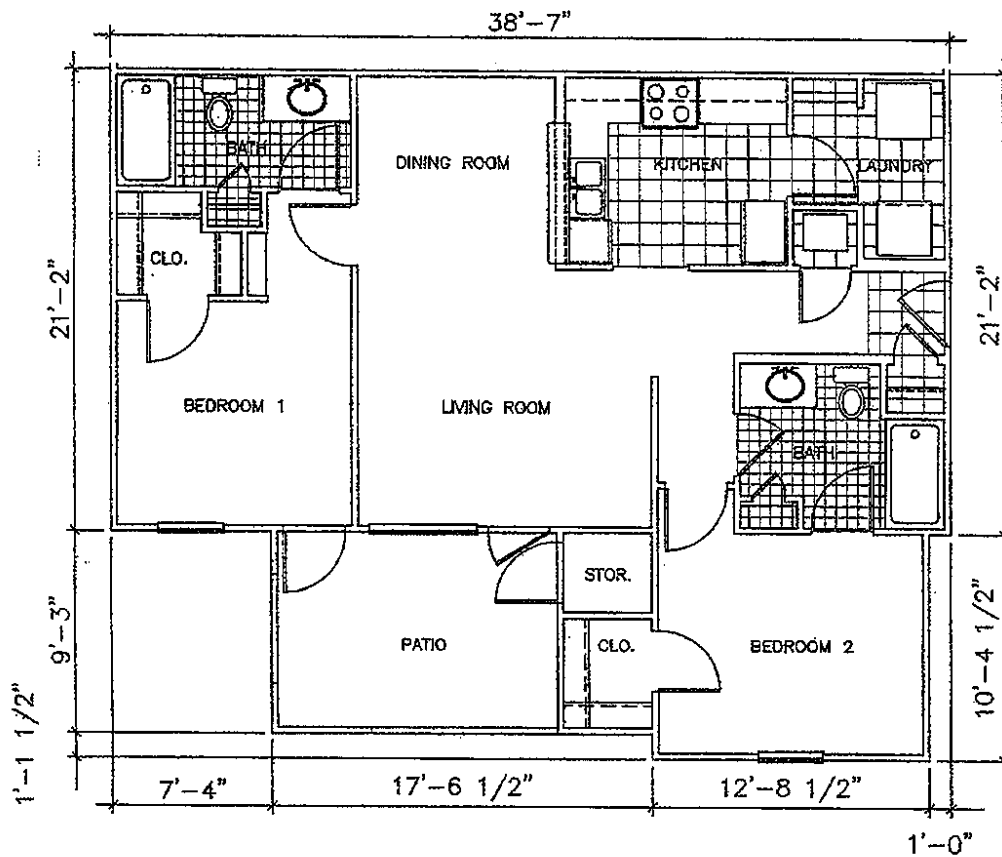 38'-7"
BATH
DINING ROOM
KITCHEN
LAUNDRY
CLO.
21'-2"
21'-2"
BEDROOM 1
LIVING ROOM
BATH
STOR.
9'-3"
PATIO
CLO.
BEDROOM 2
10'-4 1/2"
1'-1 1/2"
7'-4"
17'-6 1/2"
12'-8 1/2"
1'-0"